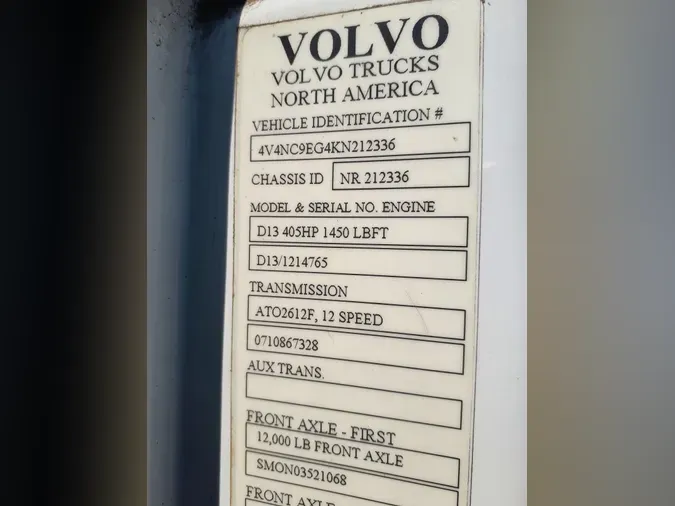 VOLVO
VOLVO TRUCKS
NORTH AMERICA
VEHICLE IDENTIFICATION #
4V4NC9EG4KN212336
CHASSIS ID NR 212336
MODEL & SERIAL NO. ENGINE
D13 405HP 1450 LBFT
D13/1214765
TRANSMISSION
ATO2612F, 12 SPEED
0710867328
AUX TRANS.
FRONT AXLE - FIRST
12,000 LB FRONT AXLE
SMON03521068
FRONT AXLE